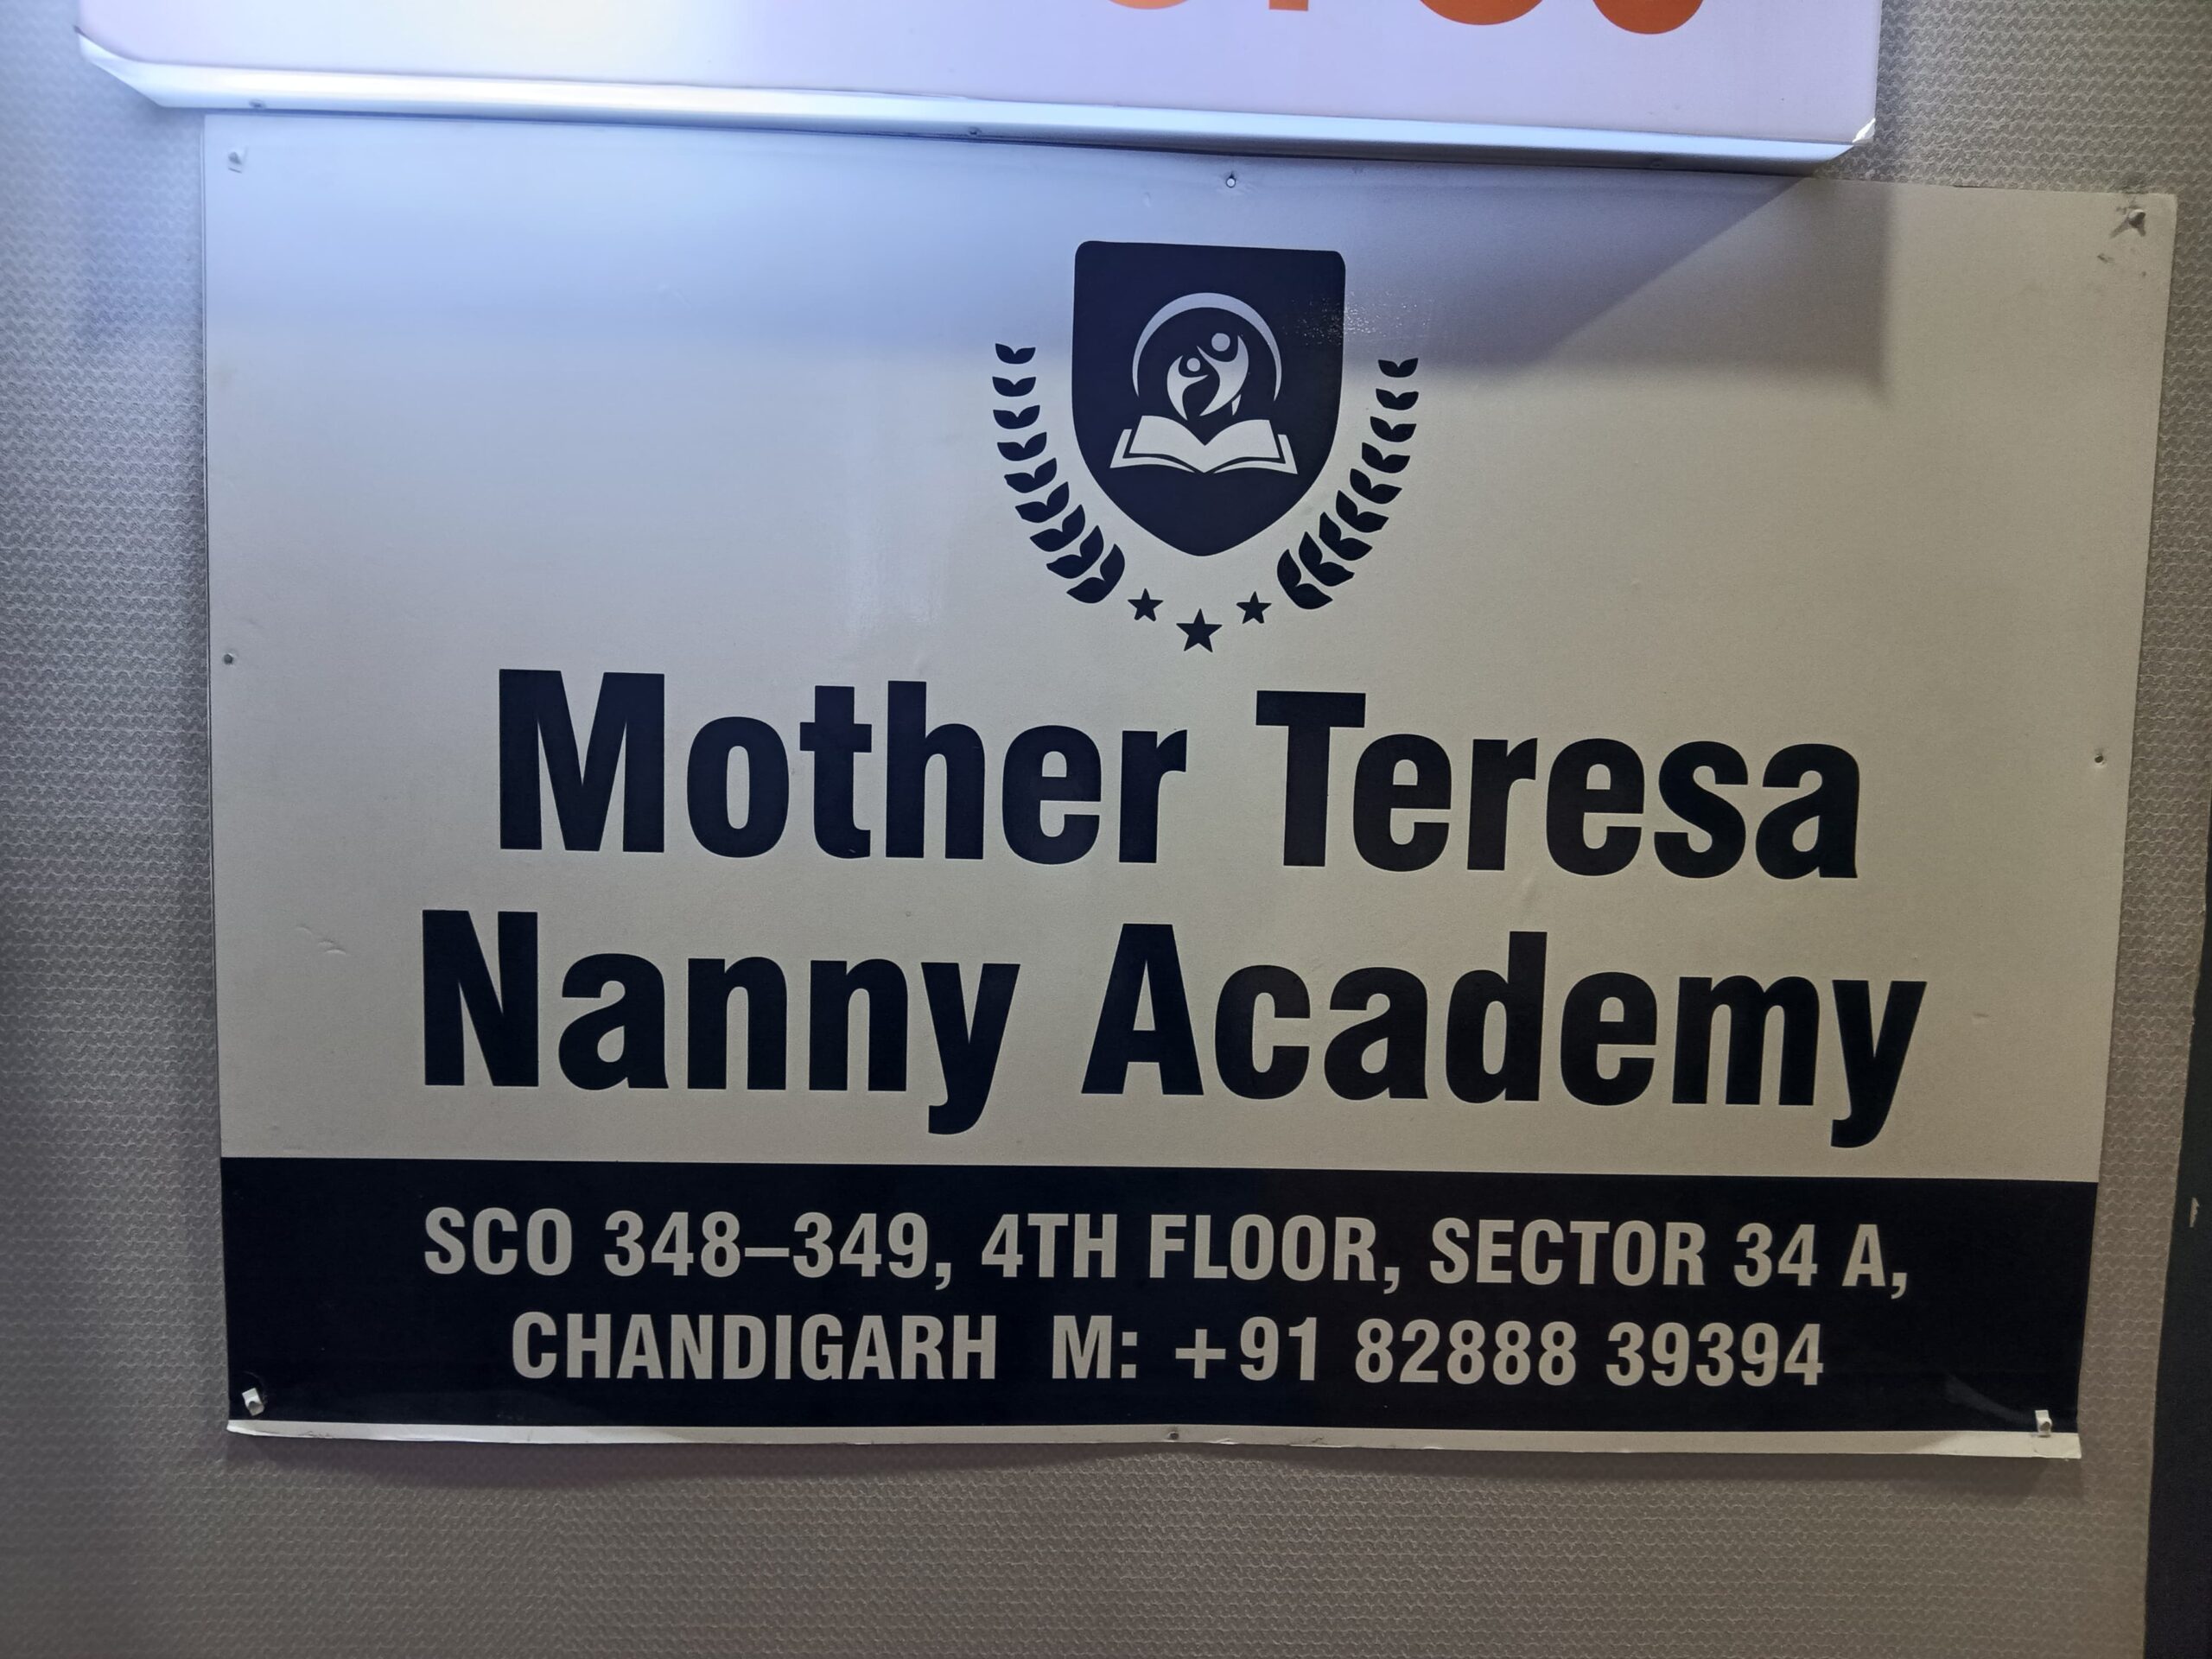 Mother Teresa
Nanny Academy
SCO 348–349, 4TH FLOOR, SECTOR 34 A,
CHANDIGARH M: +91 82888 39394